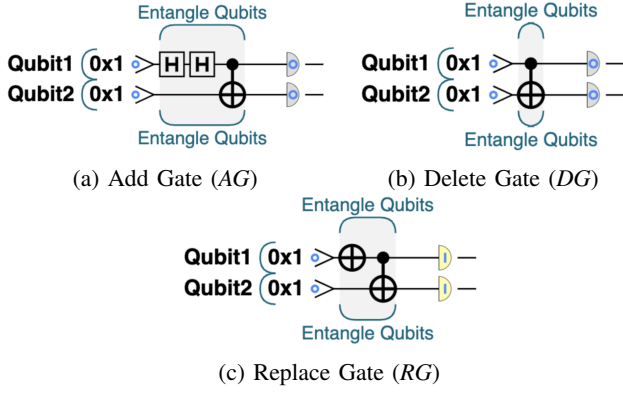 Entangle Qubits
Qubit1 0x1 H H
Qubit2 0x1
Entangle Qubits
(a) Add Gate (AG)
Entangle Qubits
Qubit1 0x1
Qubit2 0x1
Entangle Qubits
(b) Delete Gate (DG)
Entangle Qubits
Qubit1 0x1
Qubit2 0x1
Entangle Qubits
(c) Replace Gate (RG)